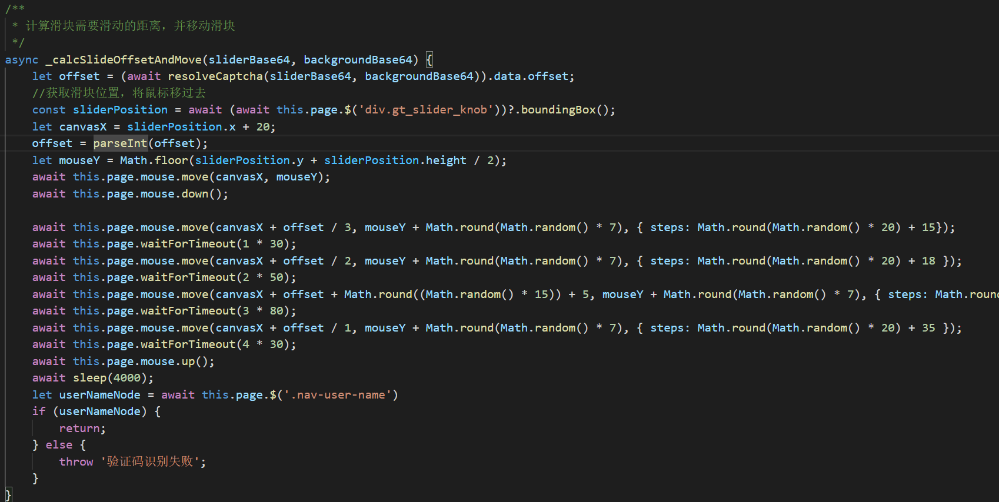 /**
 * 计算滑块需要滑动的距离，并移动滑块
 */
async _calcSlideOffsetAndMove(sliderBase64, backgroundBase64) {
    let offset = (await resolveCaptcha(sliderBase64, backgroundBase64)).data.offset;
    //获取滑块位置，将鼠标移过去
    const sliderPosition = await (await this.page.$('div.gt_slider_knob'))?.boundingBox();
    let canvasX = sliderPosition.x + 20;
    offset = parseInt(offset);
    let mouseY = Math.floor(sliderPosition.y + sliderPosition.height / 2);
    await this.page.mouse.move(canvasX, mouseY);
    await this.page.mouse.down();

    await this.page.mouse.move(canvasX + offset / 3, mouseY + Math.round(Math.random() * 7), { steps: Math.round(Math.random() * 20) + 15});
    await this.page.waitForTimeout(1 * 30);
    await this.page.mouse.move(canvasX + offset / 2, mouseY + Math.round(Math.random() * 7), { steps: Math.round(Math.random() * 20) + 18 });
    await this.page.waitForTimeout(2 * 50);
    await this.page.mouse.move(canvasX + offset + Math.round((Math.random() * 15)) + 5, mouseY + Math.round(Math.random() * 7), { steps: Math.roun
    await this.page.waitForTimeout(3 * 80);
    await this.page.mouse.move(canvasX + offset / 1, mouseY + Math.round(Math.random() * 7), { steps: Math.round(Math.random() * 20) + 35 });
    await this.page.waitForTimeout(4 * 30);
    await this.page.mouse.up();
    await sleep(4000);
    let userNameNode = await this.page.$('.nav-user-name')
    if (userNameNode) {
        return;
    } else {
        throw '验证码识别失败';
    }
}